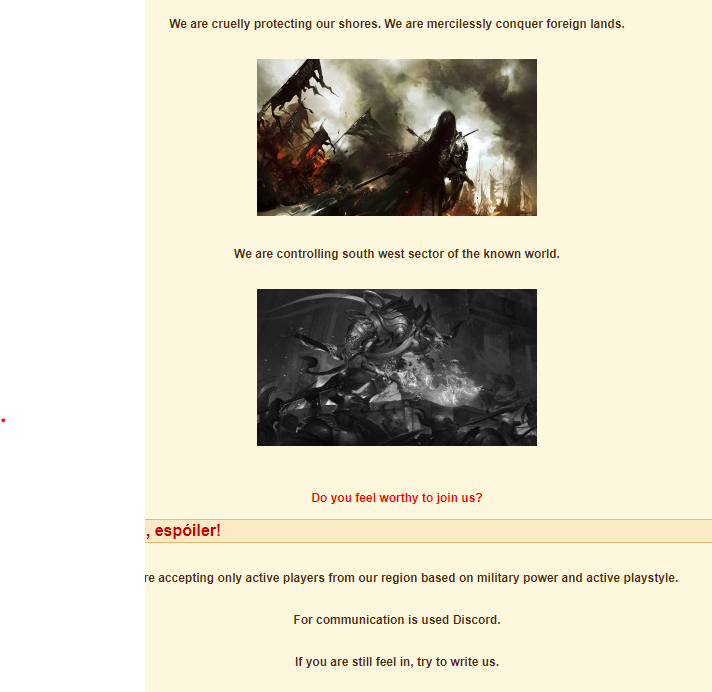 We are cruelly protecting our shores. We are mercilessly conquer foreign lands.
We are controlling south west sector of the known world.
Do you feel worthy to join us?
, espóiler!
re accepting only active players from our region based on military power and active playstyle.
For communication is used Discord.
If you are still feel in, try to write us.